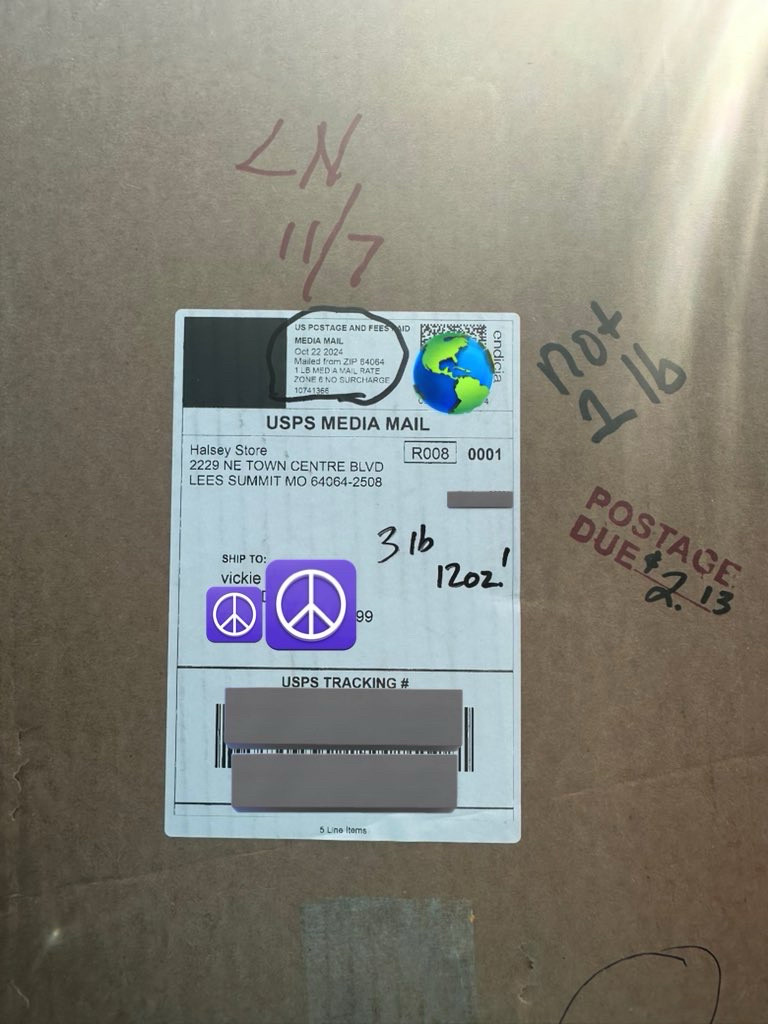 LN
11/7
US POSTAGE AND FEES PAID
MEDIA MAIL
Oct 22 2024
Mailed from ZIP 64064
1 LB MEDIA MAIL RATE
ZONE 6 NO SURCHARGE
10741366
endicia
not
1 lb
USPS MEDIA MAIL
Halsey Store
2229 NE TOWN CENTRE BLVD
LEES SUMMIT MO 64064-2508
R008 0001
POSTAGE
DUE $2.13
3 lb
12oz.
SHIP TO:
vickie
99
USPS TRACKING #
5 Line Items